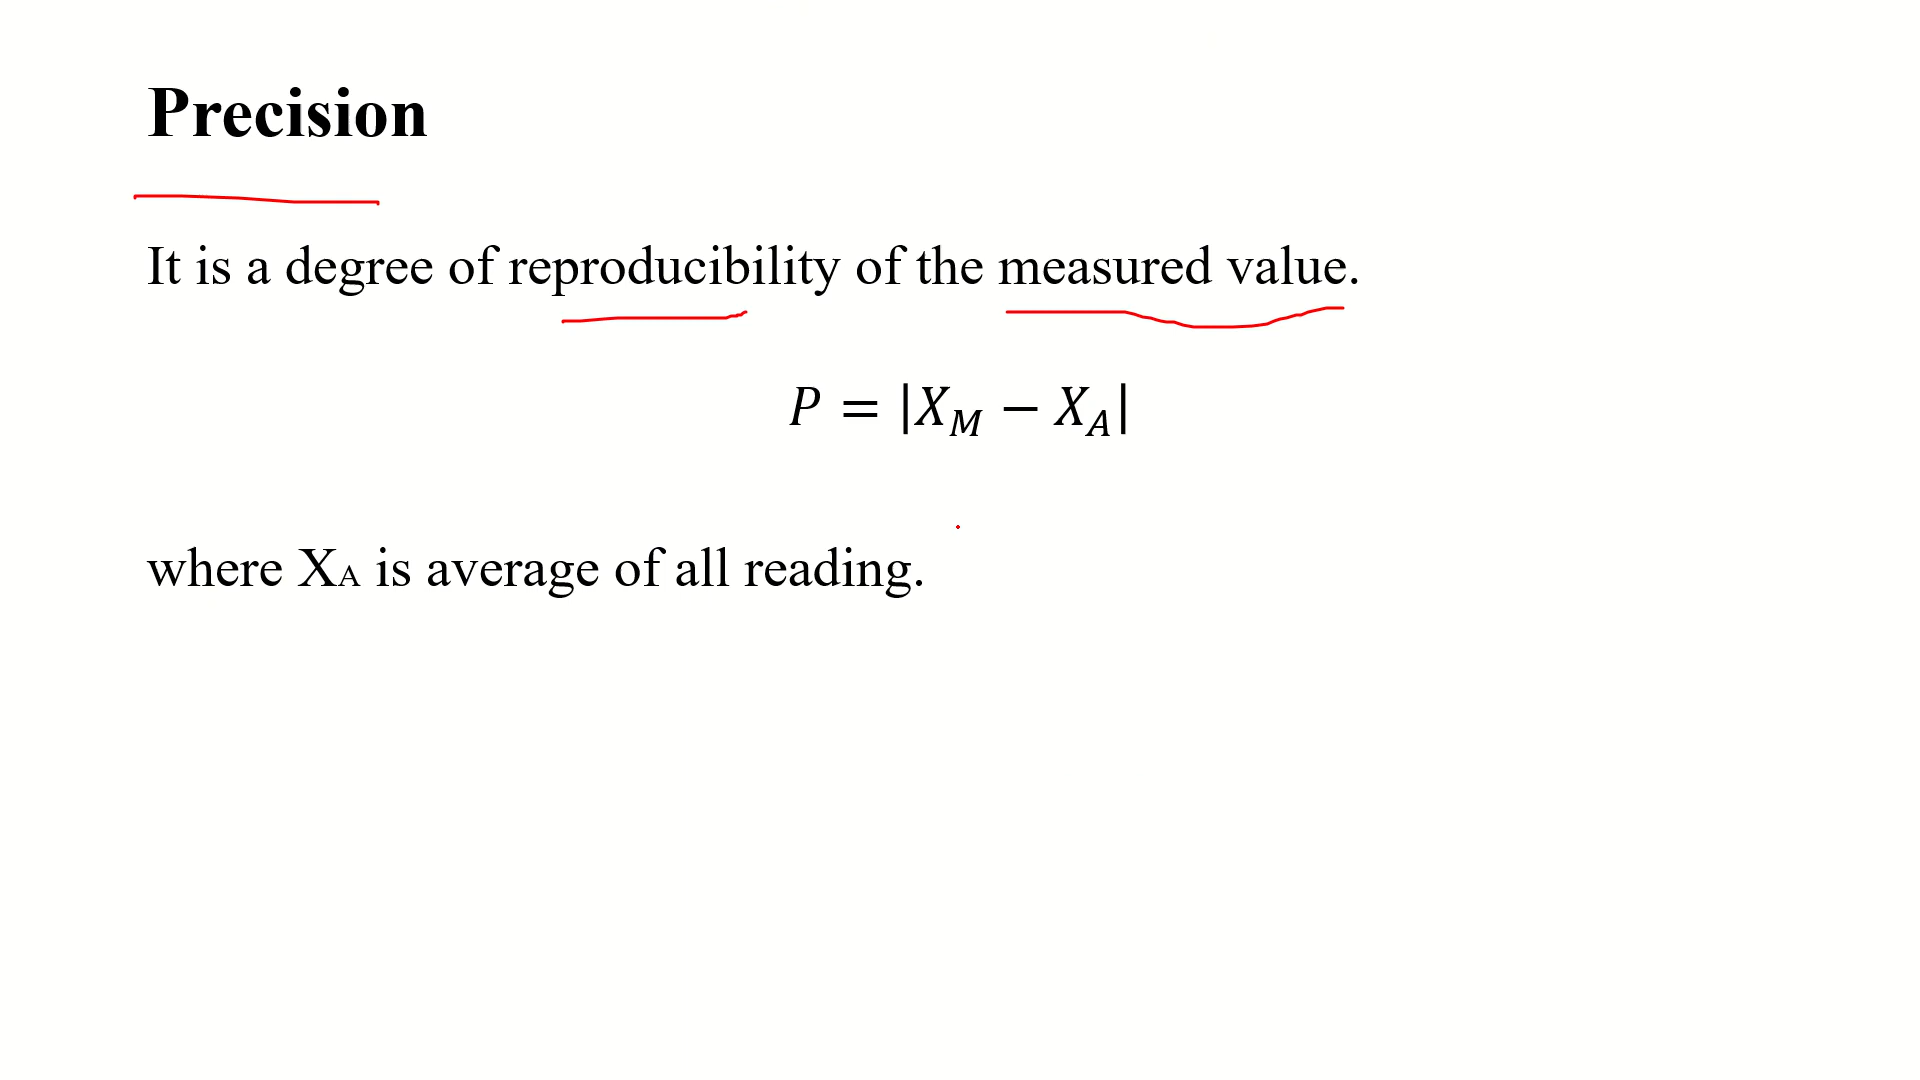 Precision
It is a degree of reproducibility of the measured value.
P = |X_M − X_A|
where XA is average of all reading.